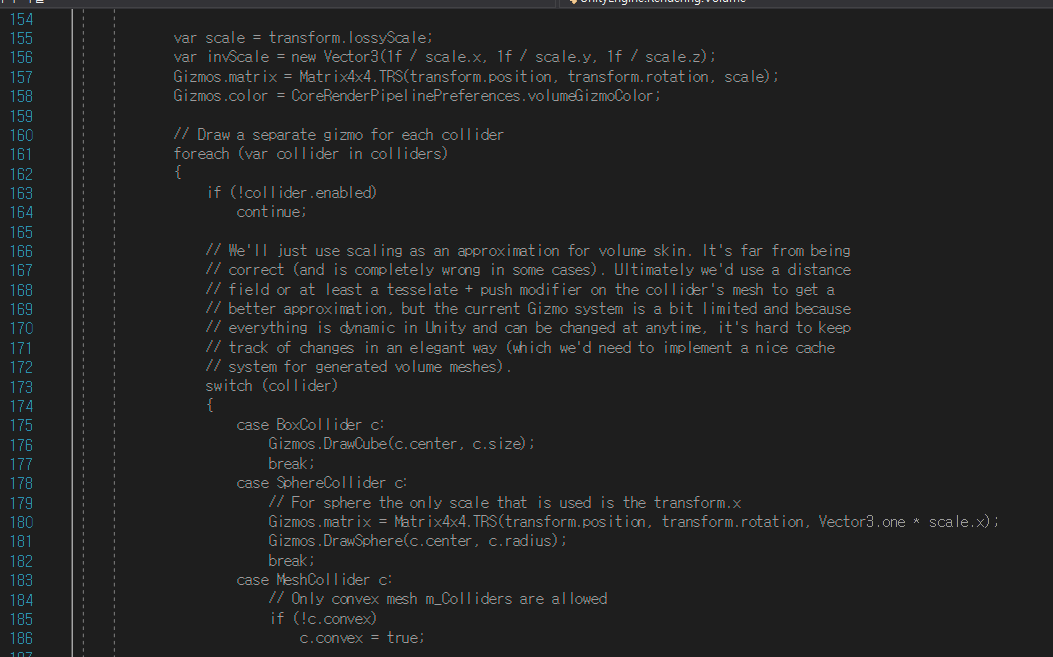 UnityEngine.Rendering.Volume
154
155 var scale = transform.lossyScale;
156 var invScale = new Vector3(1f / scale.x, 1f / scale.y, 1f / scale.z);
157 Gizmos.matrix = Matrix4x4.TRS(transform.position, transform.rotation, scale);
158 Gizmos.color = CoreRenderPipelinePreferences.volumeGizmoColor;
159
160 // Draw a separate gizmo for each collider
161 foreach (var collider in colliders)
162 {
163 if (!collider.enabled)
164 continue;
165
166 // We'll just use scaling as an approximation for volume skin. It's far from being
167 // correct (and is completely wrong in some cases). Ultimately we'd use a distance
168 // field or at least a tesselate + push modifier on the collider's mesh to get a
169 // better approximation, but the current Gizmo system is a bit limited and because
170 // everything is dynamic in Unity and can be changed at anytime, it's hard to keep
171 // track of changes in an elegant way (which we'd need to implement a nice cache
172 // system for generated volume meshes).
173 switch (collider)
174 {
175 case BoxCollider c:
176 Gizmos.DrawCube(c.center, c.size);
177 break;
178 case SphereCollider c:
179 // For sphere the only scale that is used is the transform.x
180 Gizmos.matrix = Matrix4x4.TRS(transform.position, transform.rotation, Vector3.one * scale.x);
181 Gizmos.DrawSphere(c.center, c.radius);
182 break;
183 case MeshCollider c:
184 // Only convex mesh m_Colliders are allowed
185 if (!c.convex)
186 c.convex = true;
187